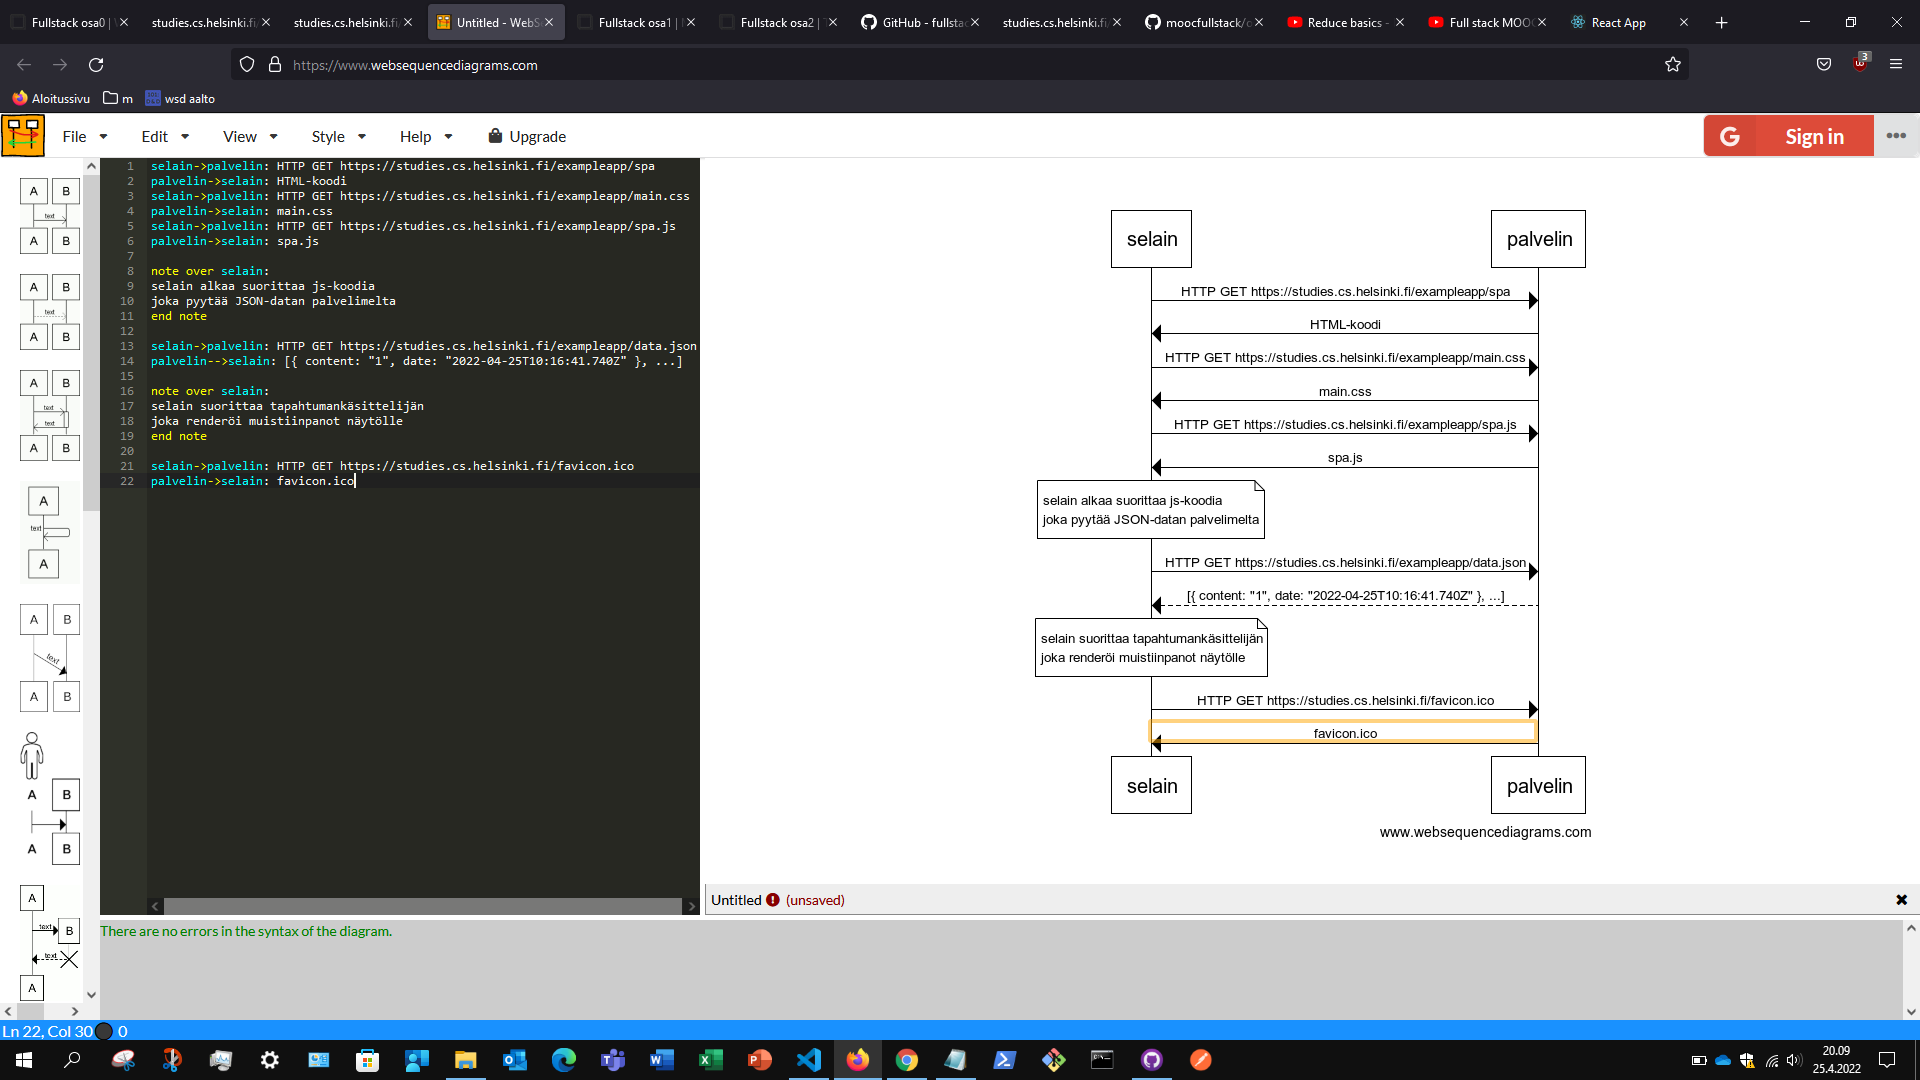 Fullstack osa0 |
studies.cs.helsinki.fi/
studies.cs.helsinki.fi/
Untitled - WebS
Fullstack osa1 |
Fullstack osa2 |
GitHub - fullsta
studies.cs.helsinki.fi
moocfullstack/o
Reduce basics -
Full stack MOOC
React App
https://www.websequencediagrams.com
3
Aloitussivu
m
wsd aalto
File
Edit
View
Style
Help
Upgrade
G
Sign in
1 selain->palvelin: HTTP GET https://studies.cs.helsinki.fi/exampleapp/spa
2 palvelin->selain: HTML-koodi
3 selain->palvelin: HTTP GET https://studies.cs.helsinki.fi/exampleapp/main.css
4 palvelin->selain: main.css
5 selain->palvelin: HTTP GET https://studies.cs.helsinki.fi/exampleapp/spa.js
6 palvelin->selain: spa.js
7
8 note over selain:
9 selain alkaa suorittaa js-koodia
10 joka pyytää JSON-datan palvelimelta
11 end note
12
13 selain->palvelin: HTTP GET https://studies.cs.helsinki.fi/exampleapp/data.json
14 palvelin-->selain: [{ content: "1", date: "2022-04-25T10:16:41.740Z" }, ...]
15
16 note over selain:
17 selain suorittaa tapahtumankäsittelijän
18 joka renderöi muistiinpanot näytölle
19 end note
20
21 selain->palvelin: HTTP GET https://studies.cs.helsinki.fi/favicon.ico
22 palvelin->selain: favicon.ico
A B
text
A B
A B
text
A B
A B
text
text
A B
A
text
A
A B
text
A B
A B
A B
A
text B
text
A
selain
palvelin
HTTP GET https://studies.cs.helsinki.fi/exampleapp/spa
HTML-koodi
HTTP GET https://studies.cs.helsinki.fi/exampleapp/main.css
main.css
HTTP GET https://studies.cs.helsinki.fi/exampleapp/spa.js
spa.js
selain alkaa suorittaa js-koodia
joka pyytää JSON-datan palvelimelta
HTTP GET https://studies.cs.helsinki.fi/exampleapp/data.json
[{ content: "1", date: "2022-04-25T10:16:41.740Z" }, ...]
selain suorittaa tapahtumankäsittelijän
joka renderöi muistiinpanot näytölle
HTTP GET https://studies.cs.helsinki.fi/favicon.ico
favicon.ico
selain
palvelin
www.websequencediagrams.com
Untitled
(unsaved)
There are no errors in the syntax of the diagram.
Ln 22, Col 30
0
20.09
25.4.2022